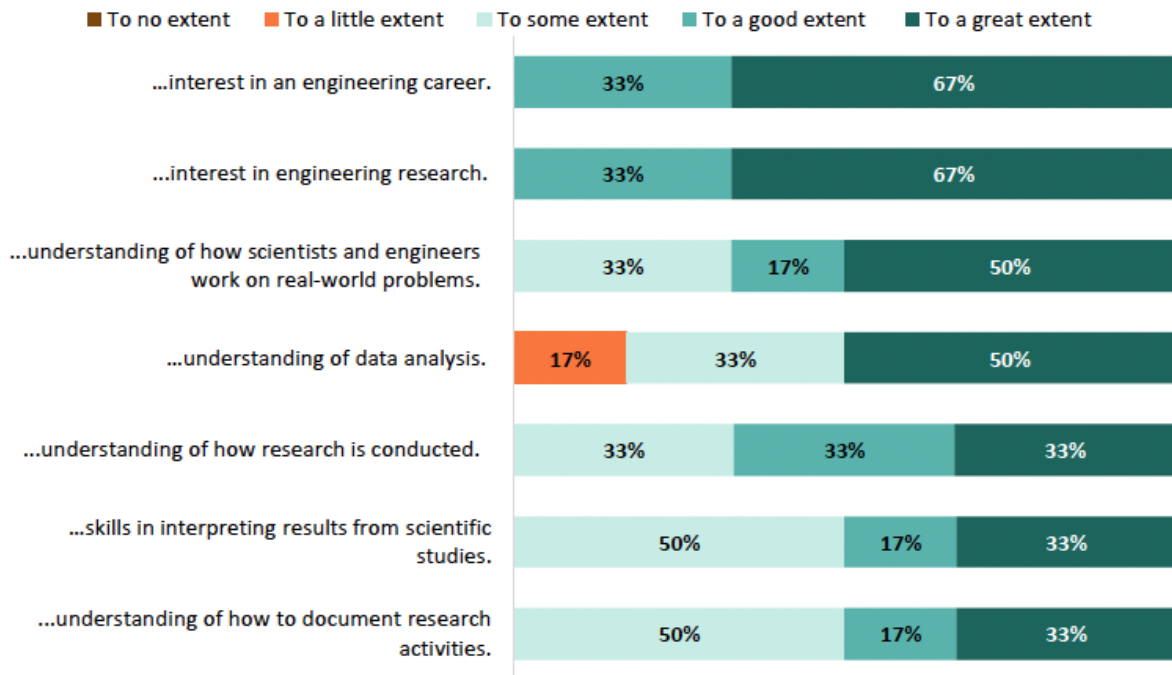 To no extent To a little extent To some extent To a good extent To a great extent
...interest in an engineering career.
33% 67%
...interest in engineering research.
33% 67%
...understanding of how scientists and engineers
work on real-world problems.
33% 17% 50%
...understanding of data analysis.
17% 33% 50%
...understanding of how research is conducted.
33% 33% 33%
...skills in interpreting results from scientific
studies.
50% 17% 33%
...understanding of how to document research
activities.
50% 17% 33%